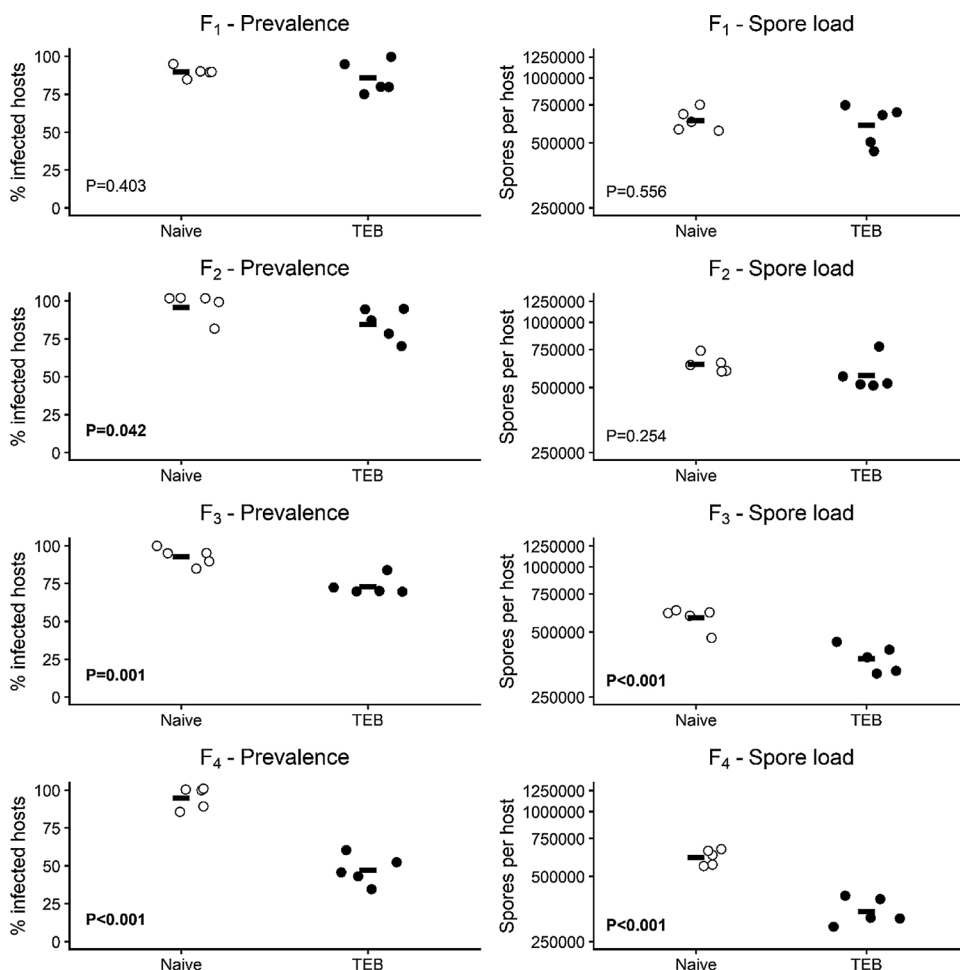 F₁ - Prevalence
% infected hosts
100
75
50
25
0
P=0.403
Naive TEB
F₁ - Spore load
Spores per host
1250000
1000000
750000
500000
250000
P=0.556
Naive TEB
F₂ - Prevalence
% infected hosts
100
75
50
25
0
P=0.042
Naive TEB
F₂ - Spore load
Spores per host
1250000
1000000
750000
500000
250000
P=0.254
Naive TEB
F₃ - Prevalence
% infected hosts
100
75
50
25
0
P=0.001
Naive TEB
F₃ - Spore load
Spores per host
1250000
1000000
750000
500000
250000
P<0.001
Naive TEB
F₄ - Prevalence
% infected hosts
100
75
50
25
0
P<0.001
Naive TEB
F₄ - Spore load
Spores per host
1250000
1000000
750000
500000
250000
P<0.001
Naive TEB